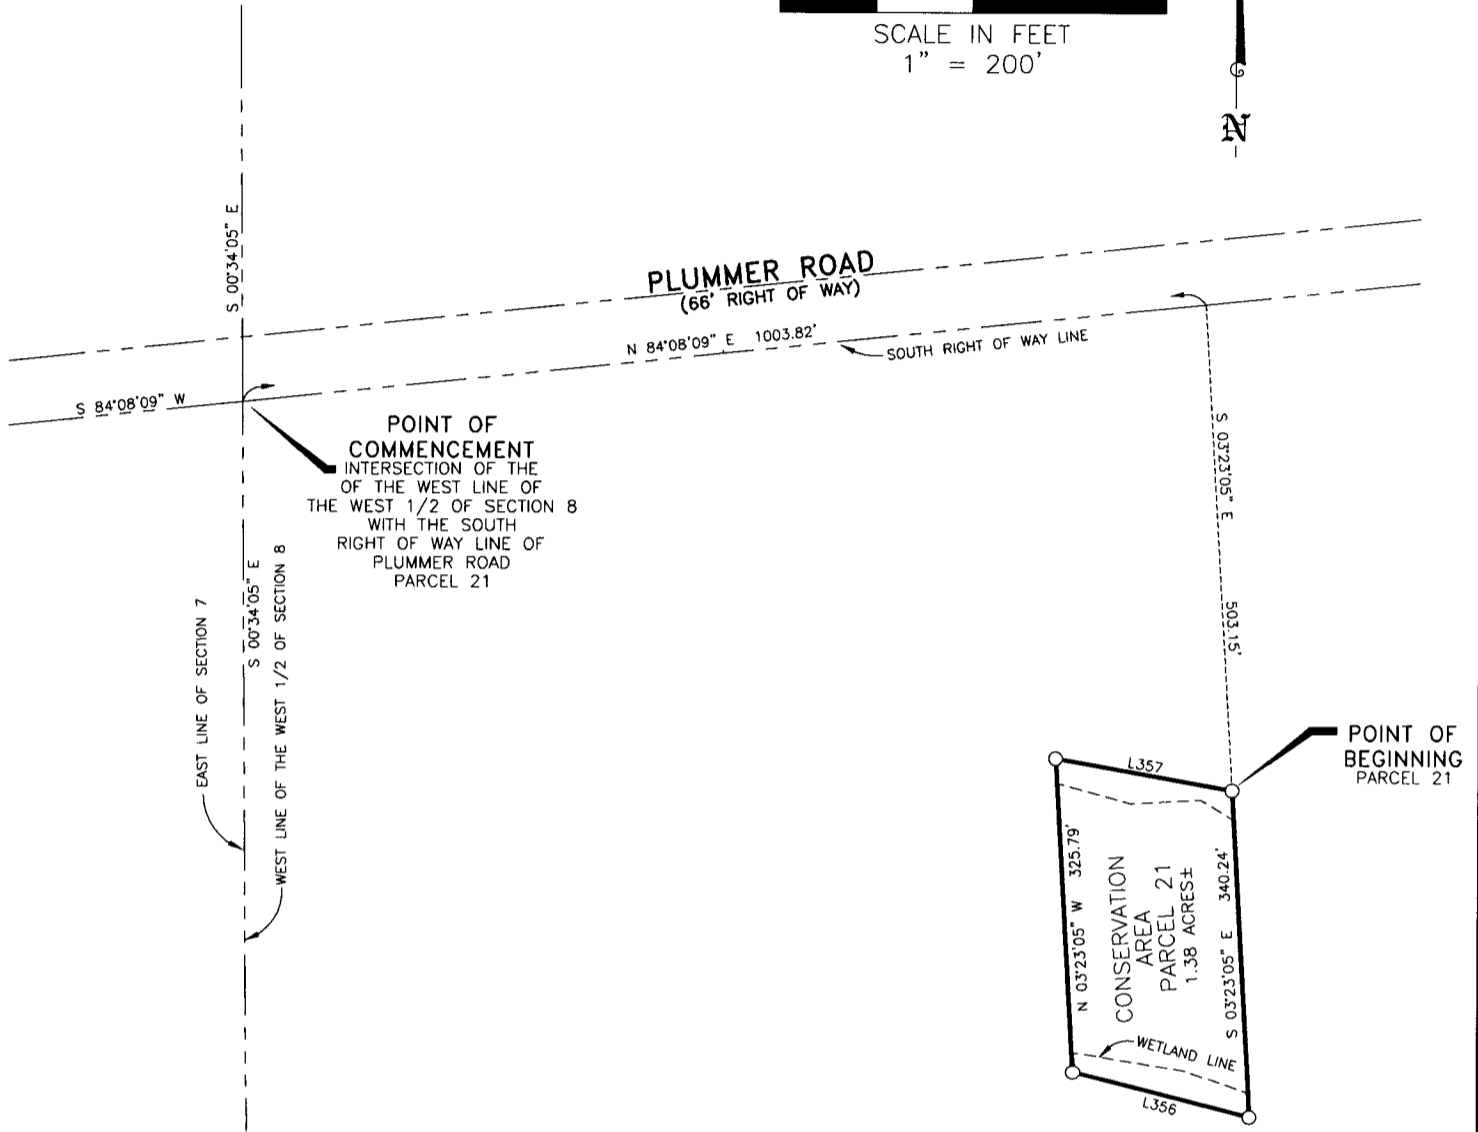 SCALE IN FEET
1" = 200'
N
S 00°34'05" E
PLUMMER ROAD
(66' RIGHT OF WAY)
N 84°08'09" E 1003.82'
SOUTH RIGHT OF WAY LINE
S 84°08'09" W
POINT OF
COMMENCEMENT
INTERSECTION OF THE
OF THE WEST LINE OF
THE WEST 1/2 OF SECTION 8
WITH THE SOUTH
RIGHT OF WAY LINE OF
PLUMMER ROAD
PARCEL 21
S 03°23'05" E 503.15'
EAST LINE OF SECTION 7
S 00°34'05" E
WEST LINE OF THE WEST 1/2 OF SECTION 8
POINT OF
BEGINNING
PARCEL 21
L357
N 03°23'05" W 325.79'
CONSERVATION
AREA
PARCEL 21
1.38 ACRES±
S 03°23'05" E 340.24'
WETLAND LINE
L356